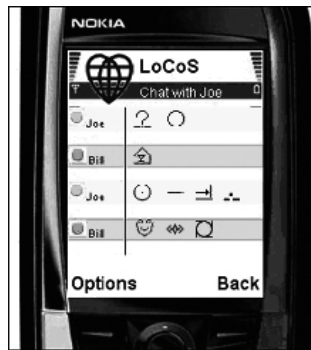 NOKIA
LoCoS
Chat with Joe
Joe
Bill
Joe
Bill
Options Back